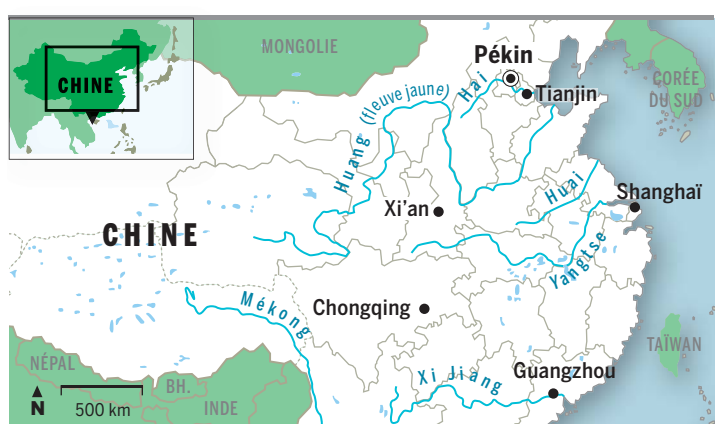 CHINE
MONGOLIE
Pékin
Hai
Tianjin
CORÉE
DU SUD
Huang (fleuve jaune)
Huai
Shanghaï
Xi'an
CHINE
Yangtse
Mékong
Chongqing
TAÏWAN
NÉPAL
BH.
Xi Jiang
Guangzhou
N
500 km
INDE